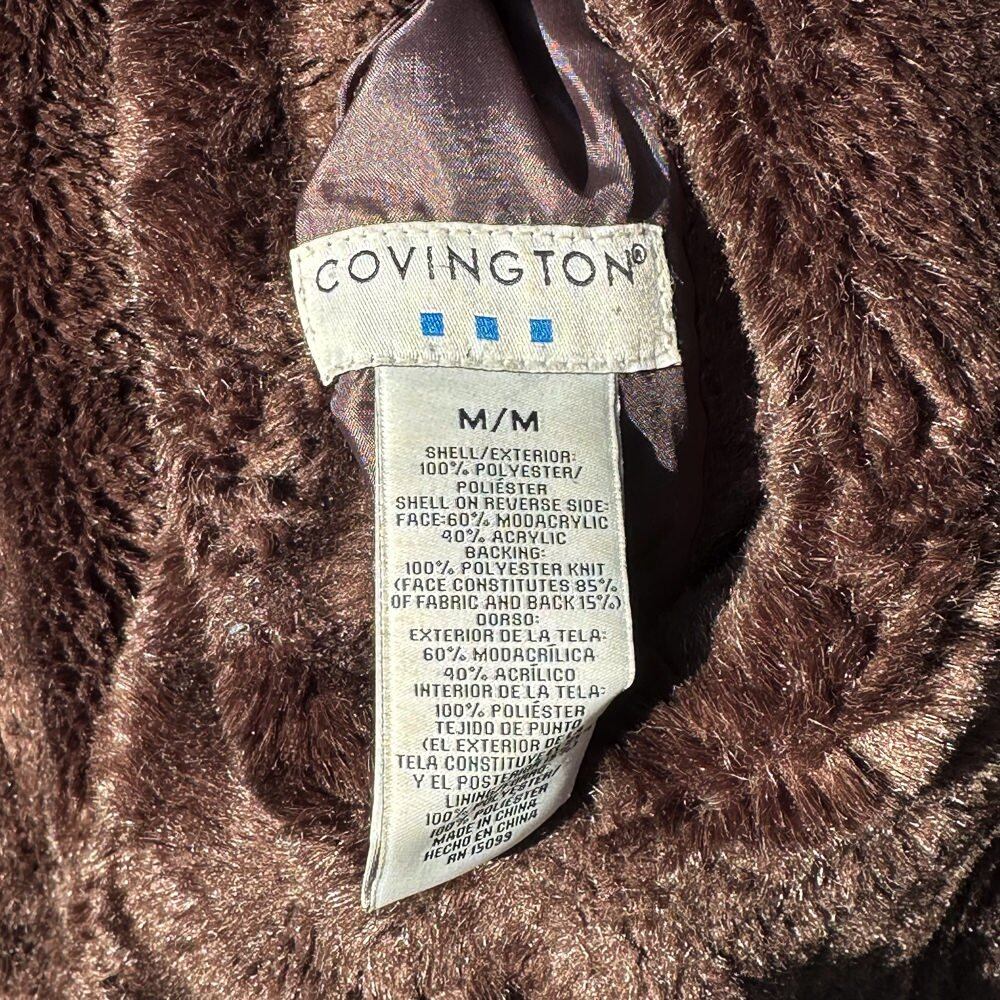 COVINGTON®
M/M
SHELL/EXTERIOR:
100% POLYESTER/
POLIÉSTER
SHELL ON REVERSE SIDE:
FACE:60% MODACRYLIC
40% ACRYLIC
BACKING:
100% POLYESTER KNIT
(FACE CONSTITUTES 85%
OF FABRIC AND BACK 15%)
DORSO:
EXTERIOR DE LA TELA:
60% MODACRÍLICA
40% ACRÍLICO
INTERIOR DE LA TELA:
100% POLIÉSTER
TEJIDO DE PUNTO
(EL EXTERIOR DE
TELA CONSTITUYE
Y EL POSTERIOR
100% POLYESTER/
100% POLIÉSTER
MADE IN CHINA
HECHO EN CHINA
RN 15099